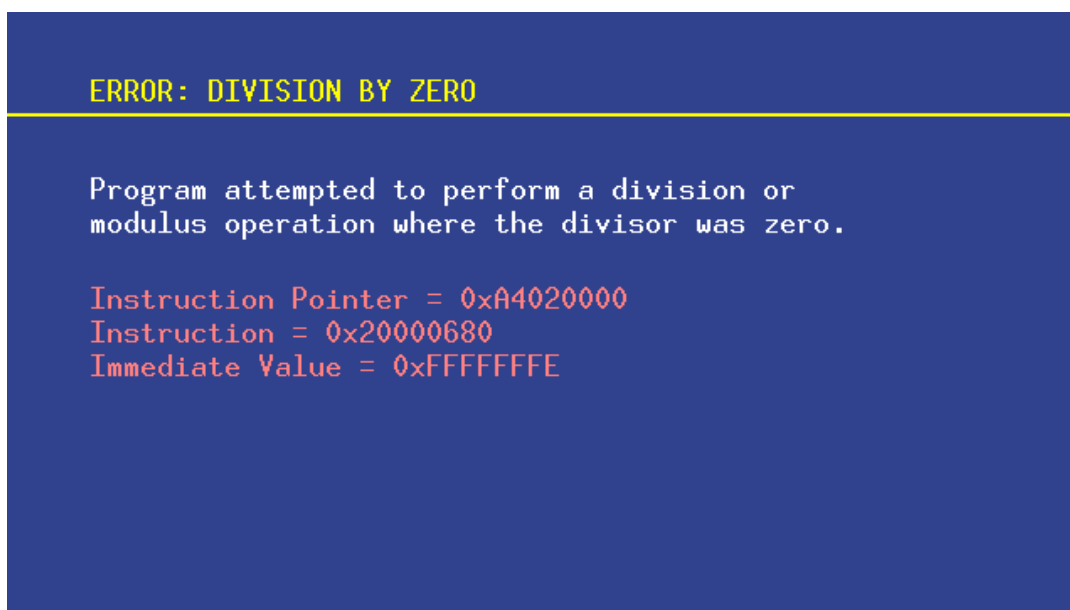 ERROR: DIVISION BY ZERO
Program attempted to perform a division or
modulus operation where the divisor was zero.
Instruction Pointer = 0xA4020000
Instruction = 0x20000680
Immediate Value = 0xFFFFFFFE